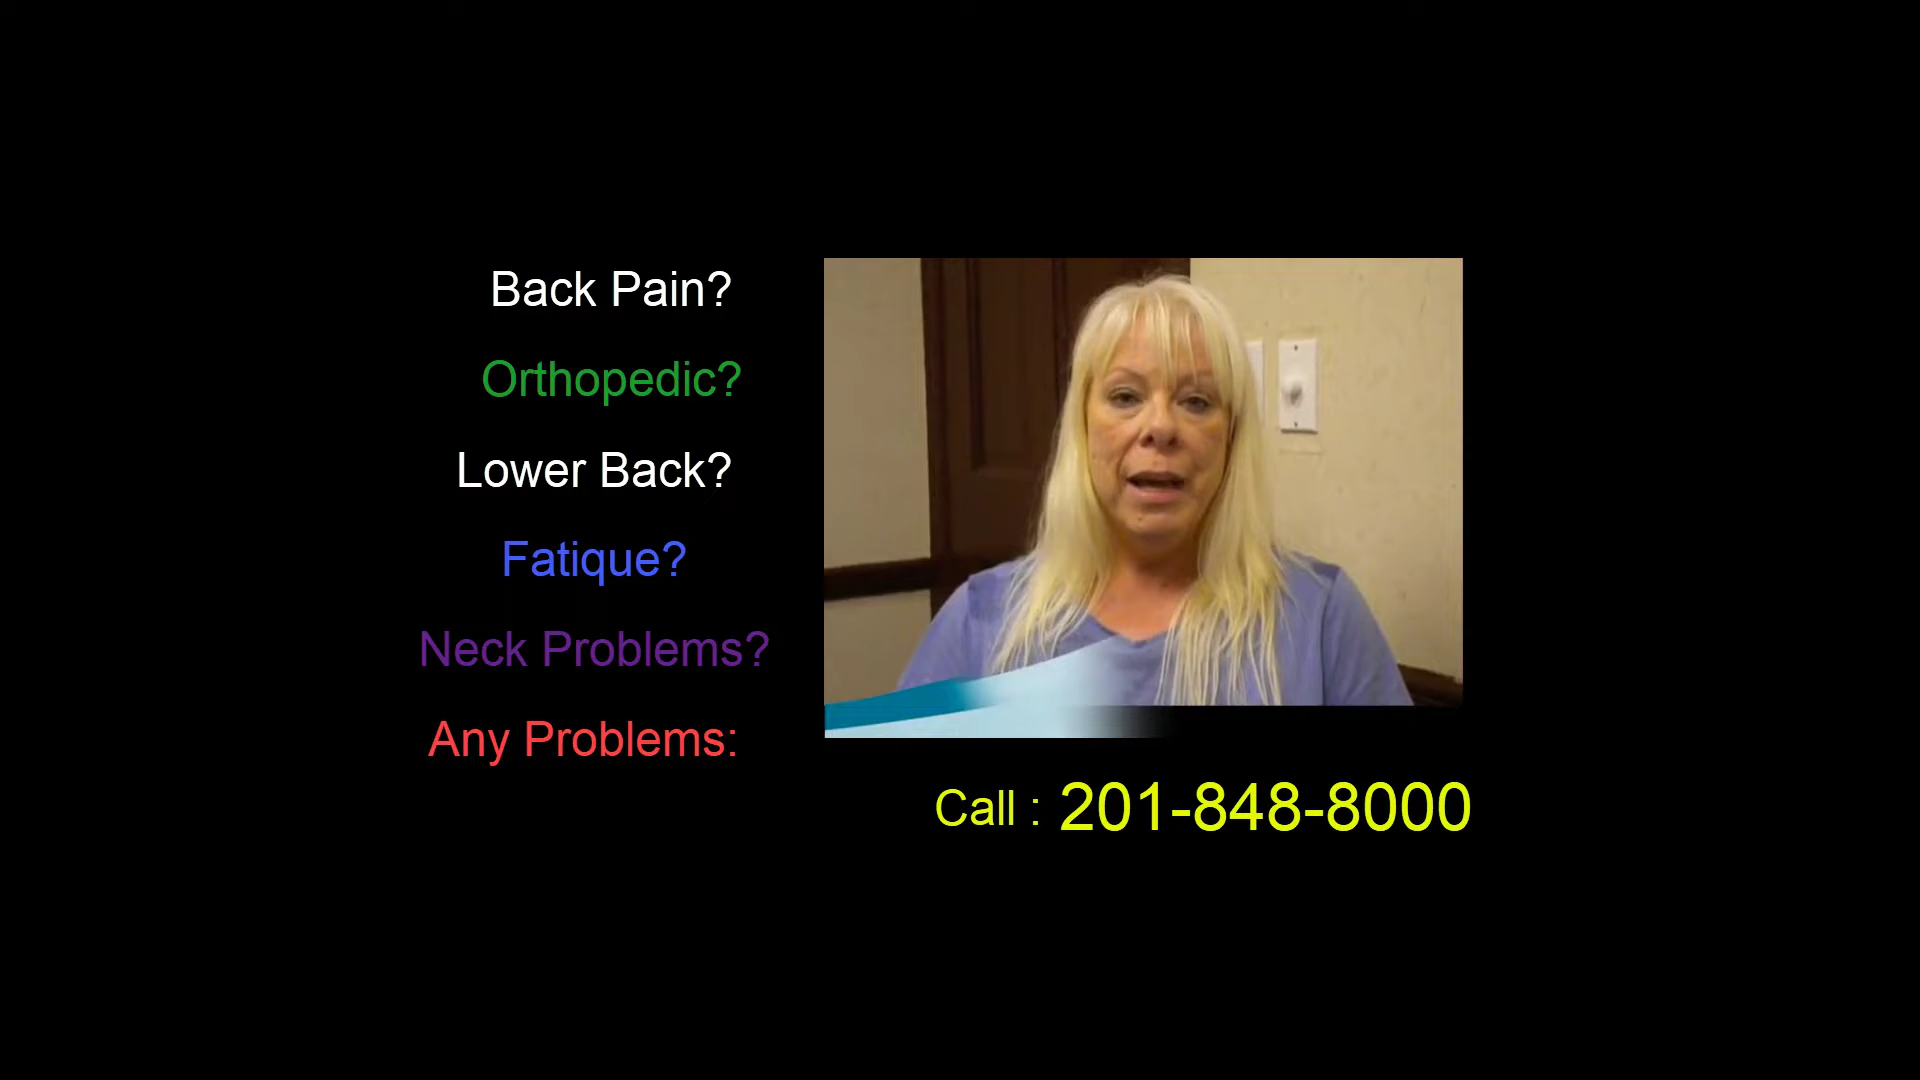 Back Pain?
Orthopedic?
Lower Back?
Fatique?
Neck Problems?
Any Problems:
Call : 201-848-8000